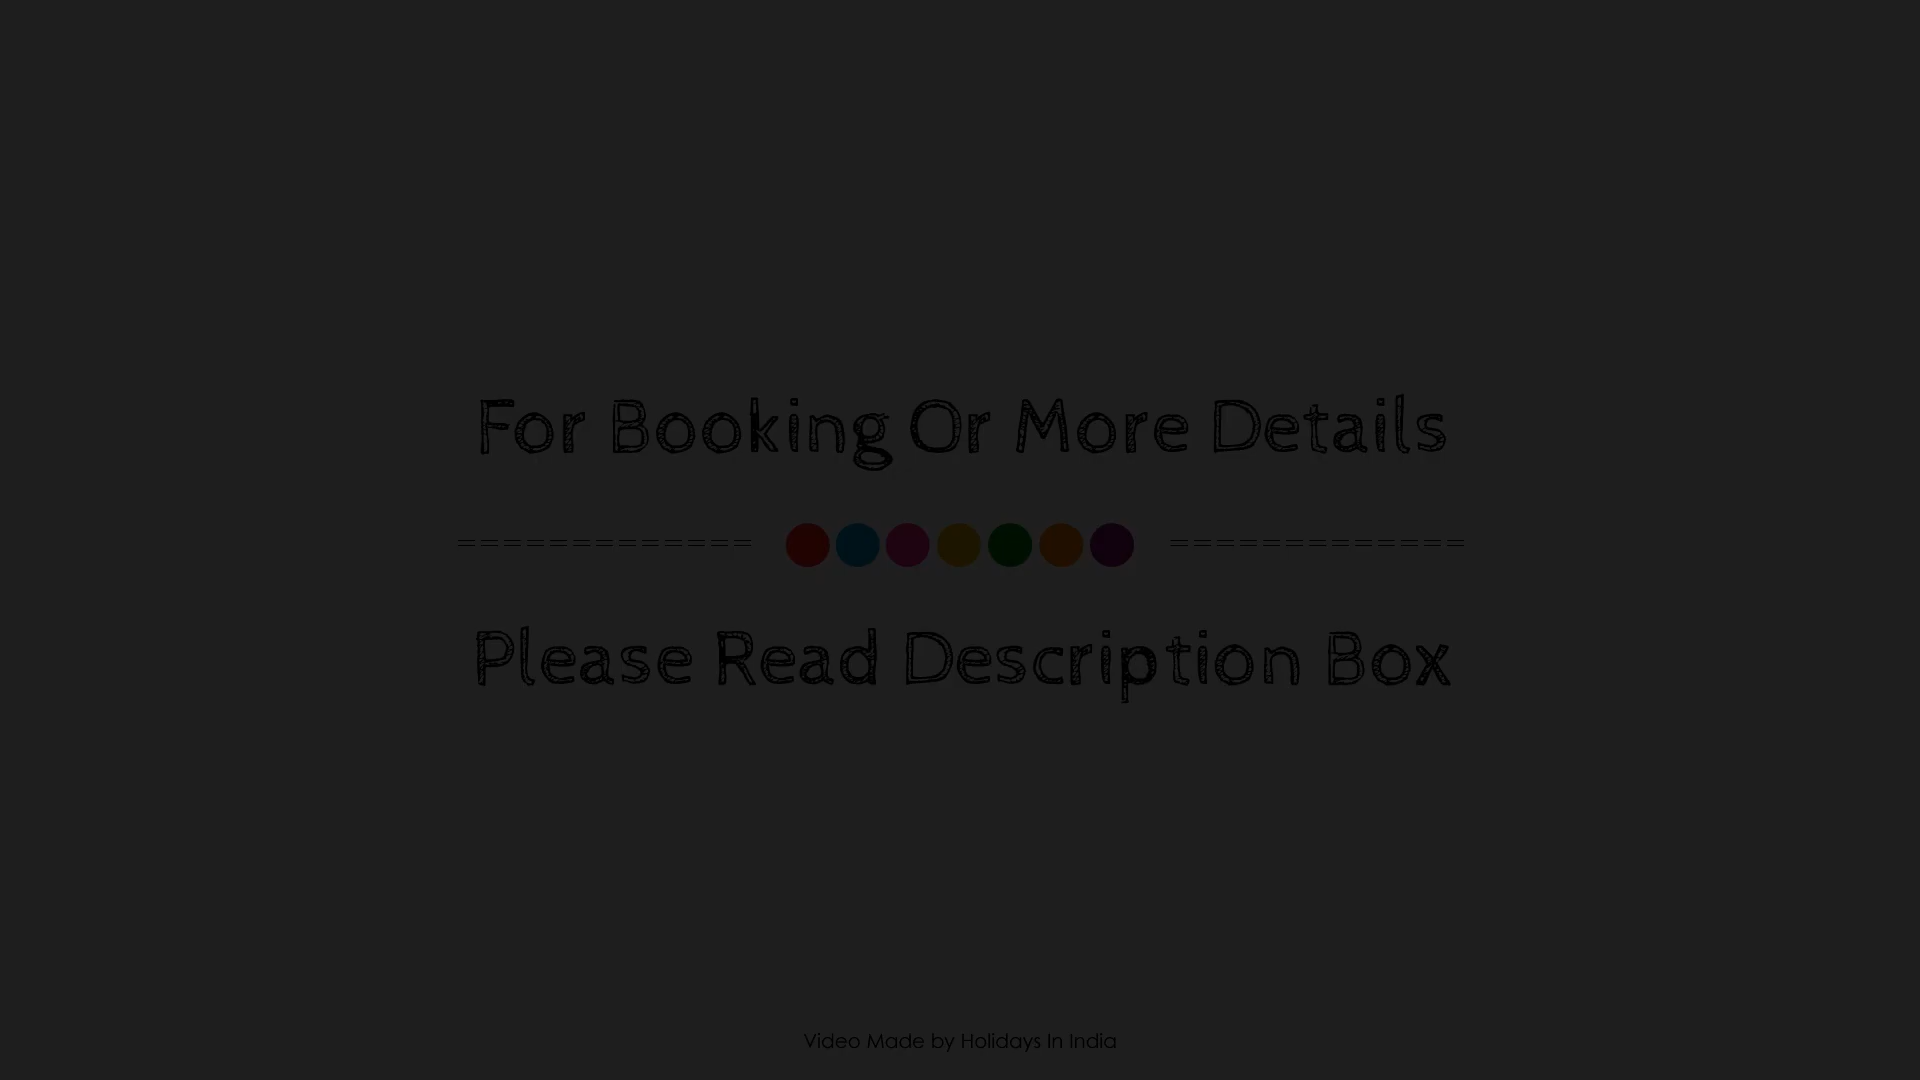 For Booking Or More Details
============= =============
Please Read Description Box
Video Made by Holidays In India